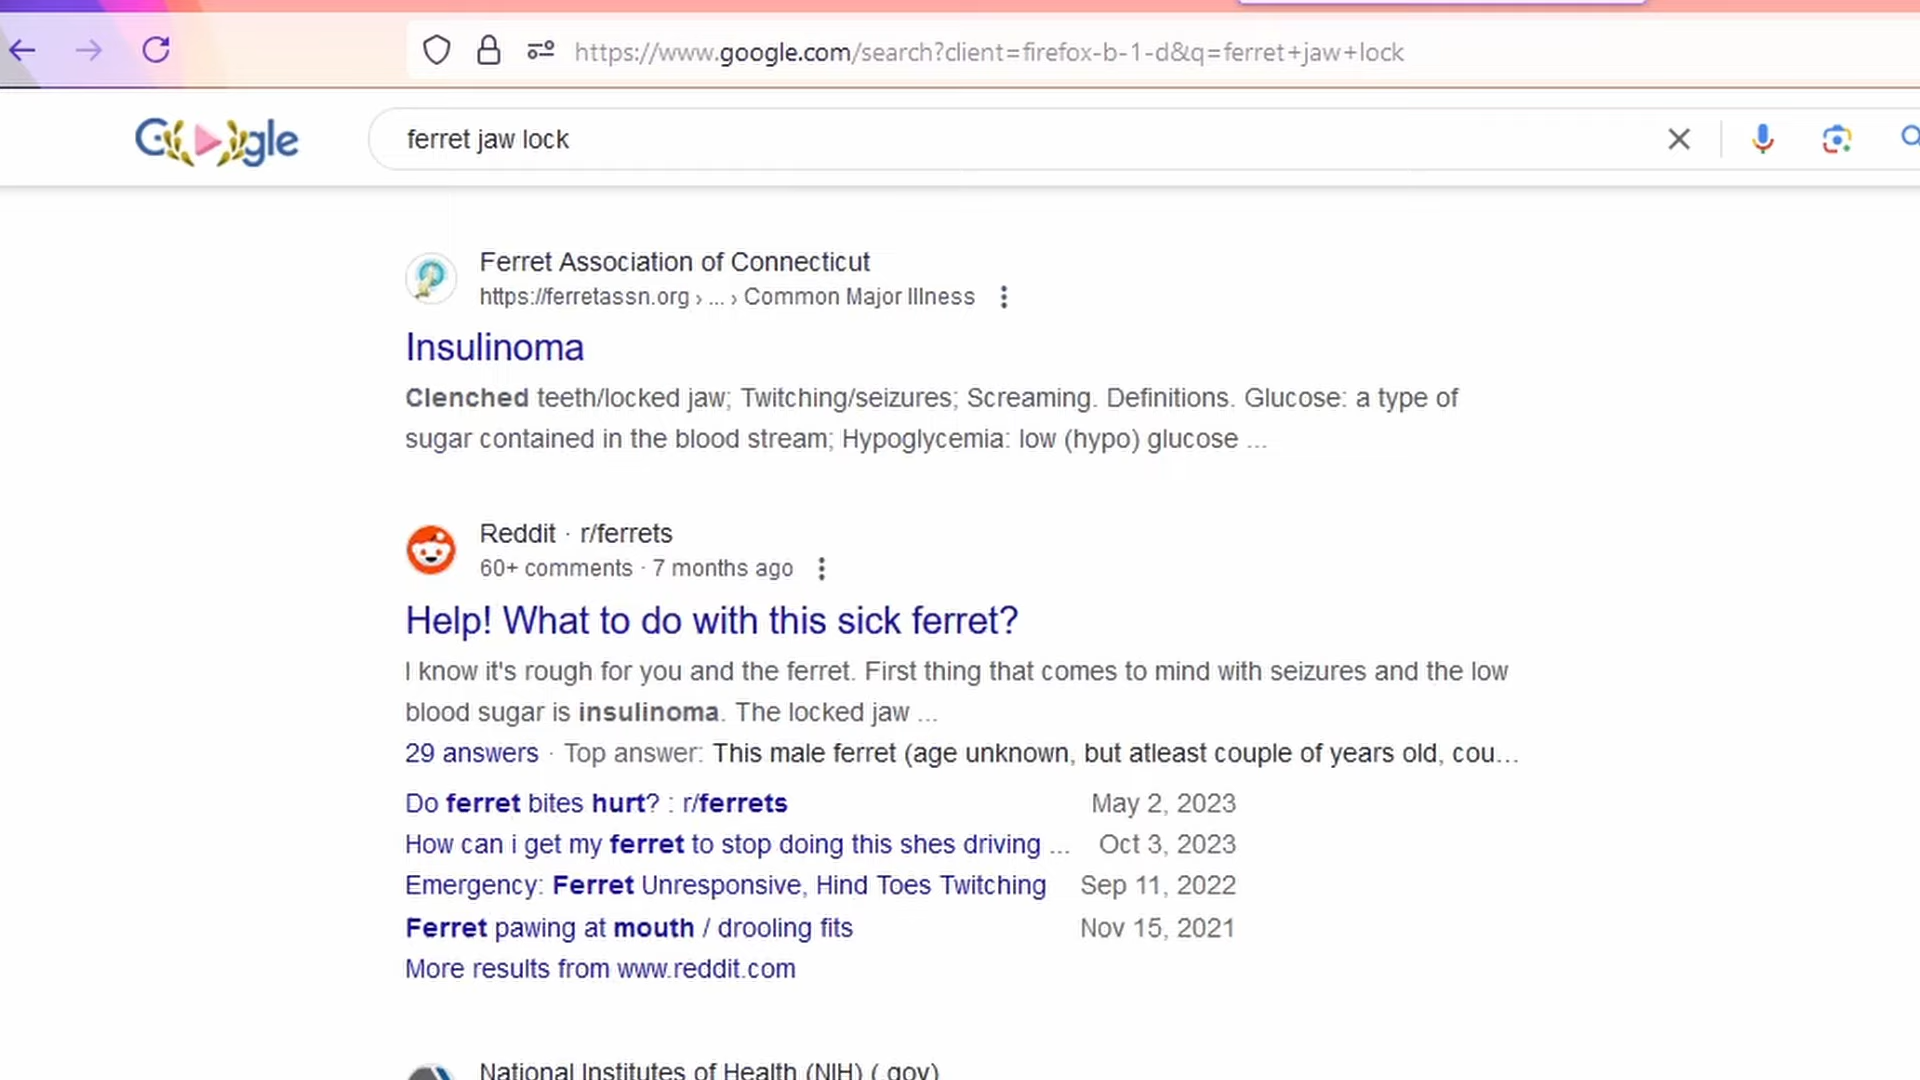 https://www.google.com/search?client=firefox-b-1-d&q=ferret+jaw+lock
G gle
ferret jaw lock
Ferret Association of Connecticut
https://ferretassn.org › ... › Common Major Illness
Insulinoma
Clenched teeth/locked jaw; Twitching/seizures; Screaming. Definitions. Glucose: a type of
sugar contained in the blood stream; Hypoglycemia: low (hypo) glucose ...
Reddit · r/ferrets
60+ comments · 7 months ago
Help! What to do with this sick ferret?
I know it's rough for you and the ferret. First thing that comes to mind with seizures and the low
blood sugar is insulinoma. The locked jaw ...
29 answers · Top answer: This male ferret (age unknown, but atleast couple of years old, cou...
Do ferret bites hurt? : r/ferrets May 2, 2023
How can i get my ferret to stop doing this shes driving ... Oct 3, 2023
Emergency: Ferret Unresponsive, Hind Toes Twitching Sep 11, 2022
Ferret pawing at mouth / drooling fits Nov 15, 2021
More results from www.reddit.com
National Institutes of Health (NIH) (.gov)